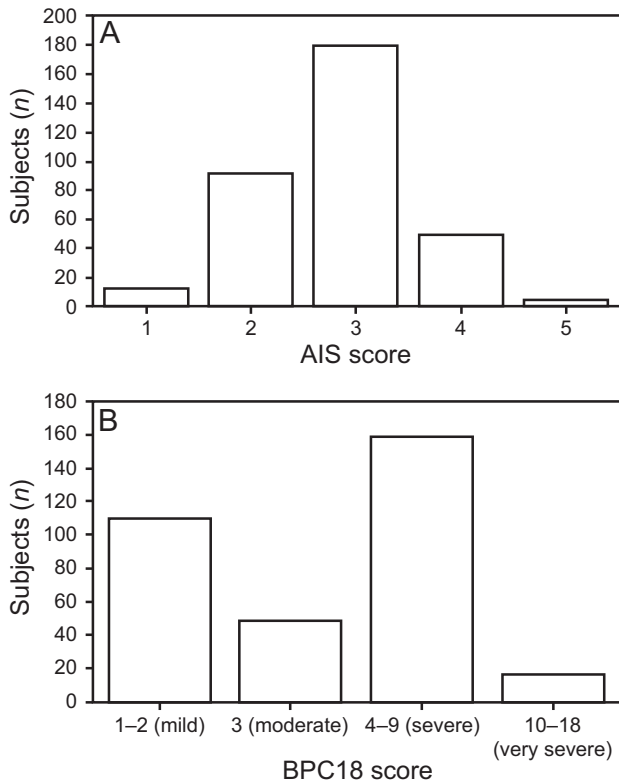 A
Subjects (n)
200
180
160
140
120
100
80
60
40
20
0
1 2 3 4 5
AIS score
B
Subjects (n)
180
160
140
120
100
80
60
40
20
0
1–2 (mild) 3 (moderate) 4–9 (severe) 10–18
(very severe)
BPC18 score